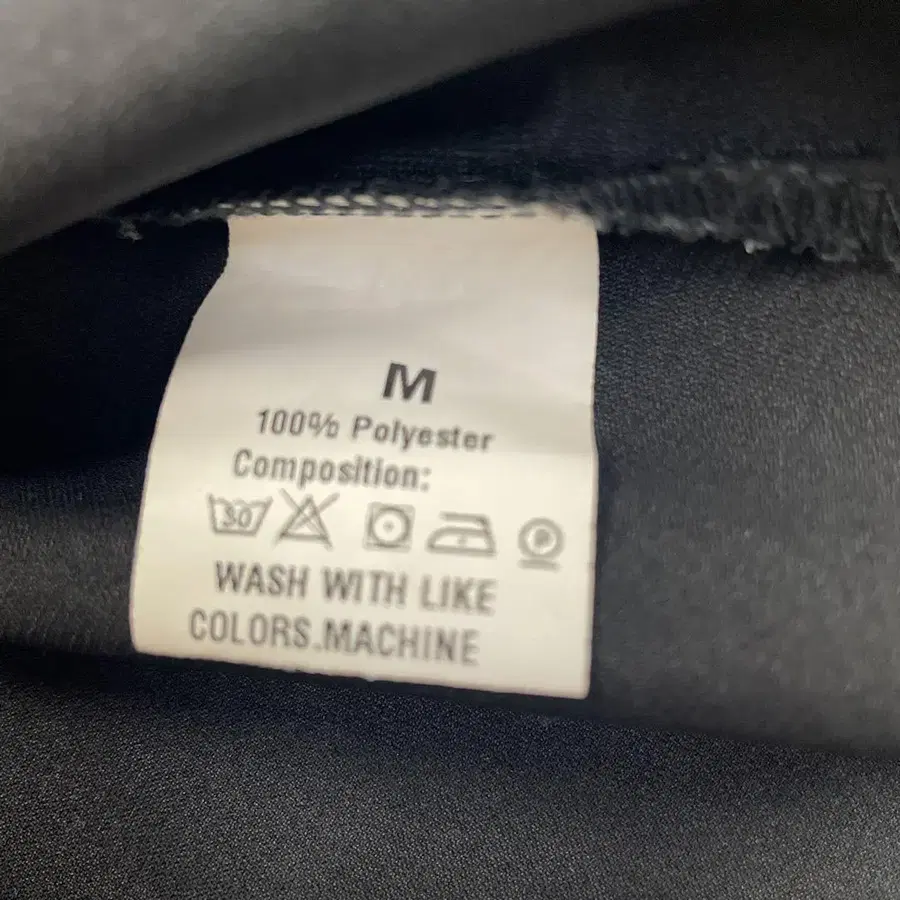 M
100% Polyester
Composition:
30 P
WASH WITH LIKE
COLORS.MACHINE